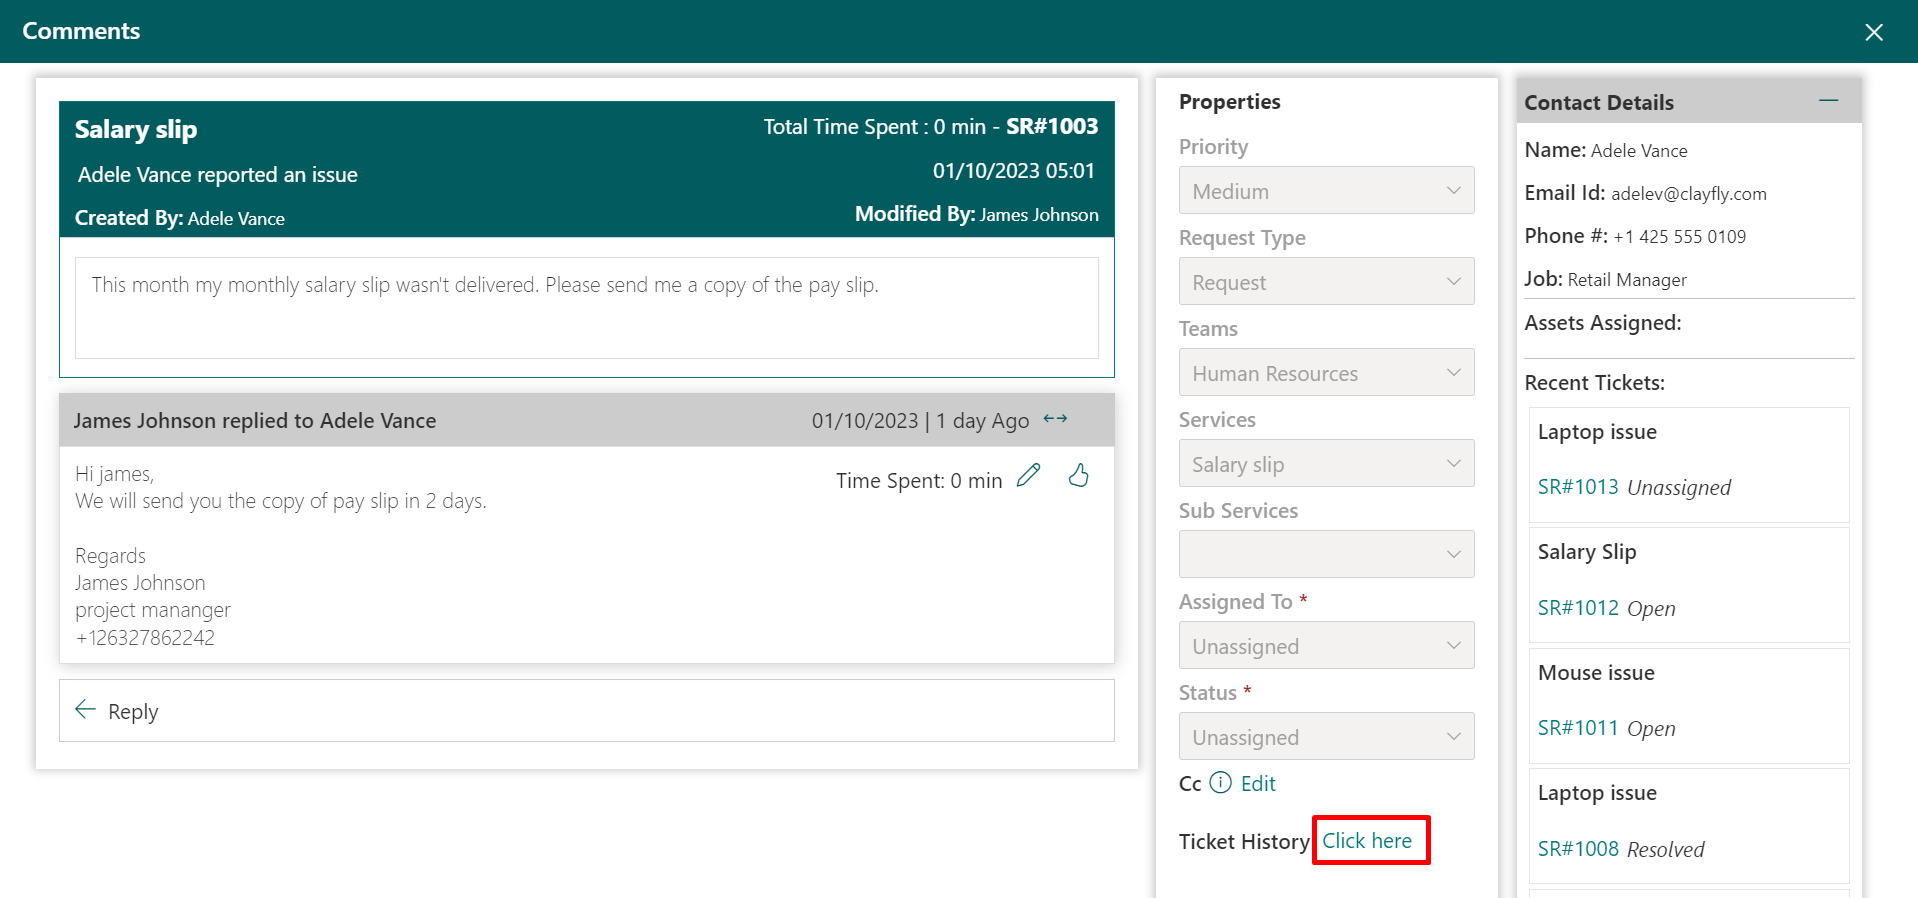 Comments
Salary slip
Total Time Spent : 0 min - SR#1003
Adele Vance reported an issue
01/10/2023 05:01
Created By: Adele Vance
Modified By: James Johnson
This month my monthly salary slip wasn't delivered. Please send me a copy of the pay slip.
James Johnson replied to Adele Vance
01/10/2023 | 1 day Ago
Hi james,
We will send you the copy of pay slip in 2 days.
Time Spent: 0 min
Regards
James Johnson
project mananger
+126327862242
Reply
Properties
Priority
Medium
Request Type
Request
Teams
Human Resources
Services
Salary slip
Sub Services
Assigned To *
Unassigned
Status *
Unassigned
Cc Edit
Ticket History Click here
Contact Details
Name: Adele Vance
Email Id: adelev@clayfly.com
Phone #: +1 425 555 0109
Job: Retail Manager
Assets Assigned:
Recent Tickets:
Laptop issue
SR#1013 Unassigned
Salary Slip
SR#1012 Open
Mouse issue
SR#1011 Open
Laptop issue
SR#1008 Resolved